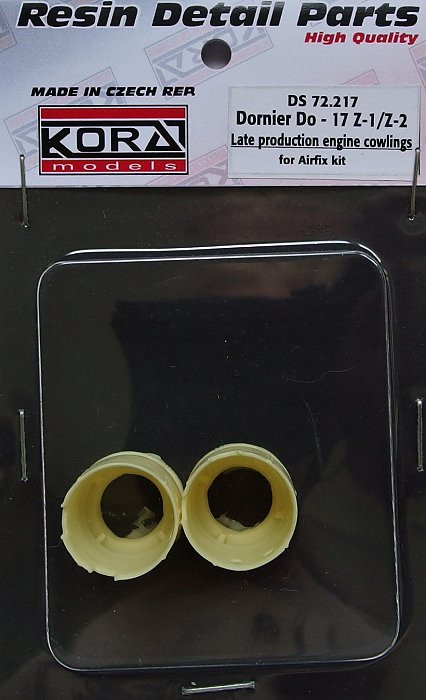 Resin Detail Parts
High Quality
MADE IN CZECH REP.
KORA
models
DS 72.217
Dornier Do - 17 Z-1/Z-2
Late production engine cowlings
for Airfix kit